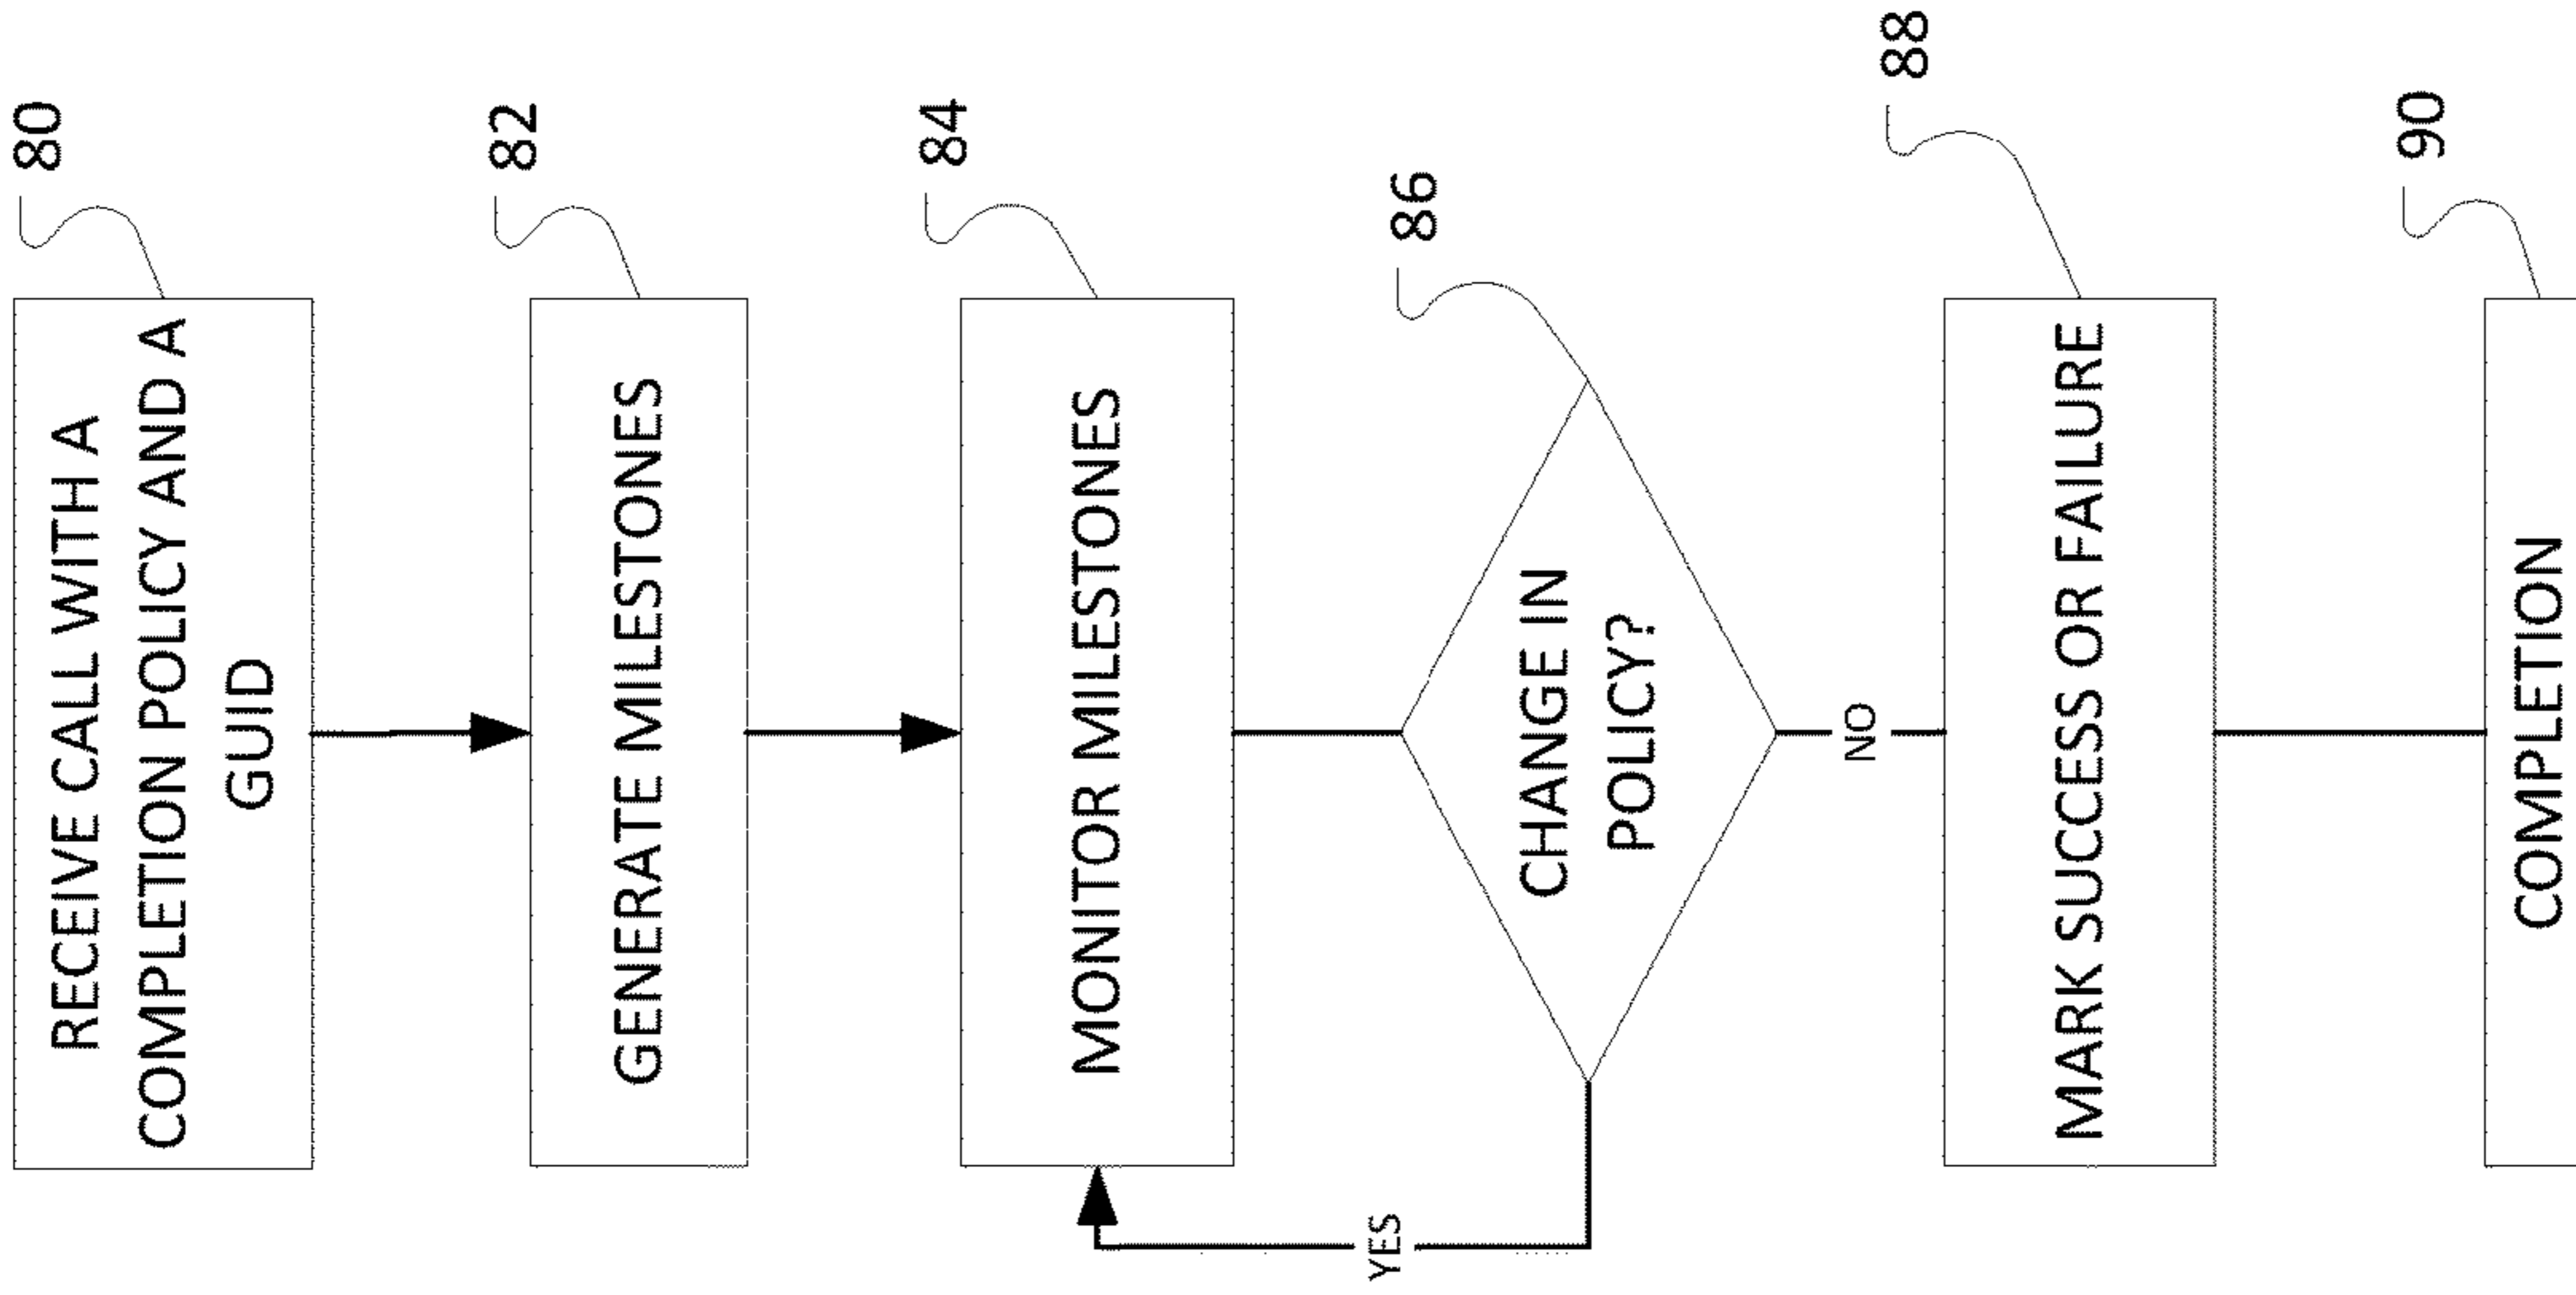 RECEIVE CALL WITH A
COMPLETION POLICY AND A
GUID
80
GENERATE MILESTONES
82
MONITOR MILESTONES
84
CHANGE IN
POLICY?
86
YES
NO
MARK SUCCESS OR FAILURE
88
COMPLETION
90